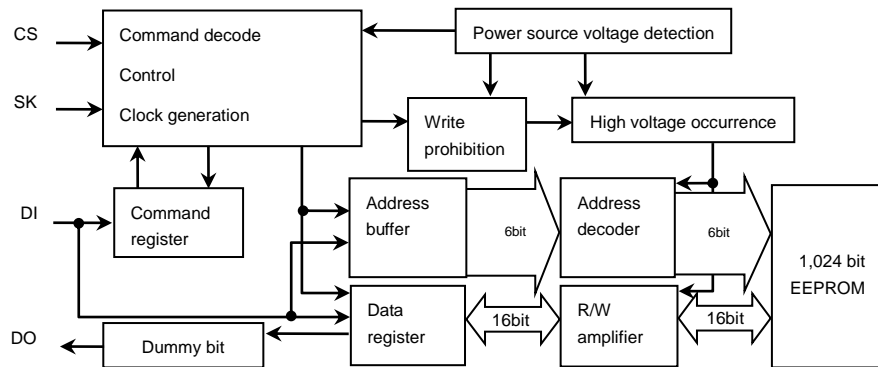 CS
SK
DI
DO
Command decode
Control
Clock generation
Power source voltage detection
Write
prohibition
High voltage occurrence
Command
register
Address
buffer
6bit
Address
decoder
6bit
1,024 bit
EEPROM
Data
register
16bit
R/W
amplifier
16bit
Dummy bit